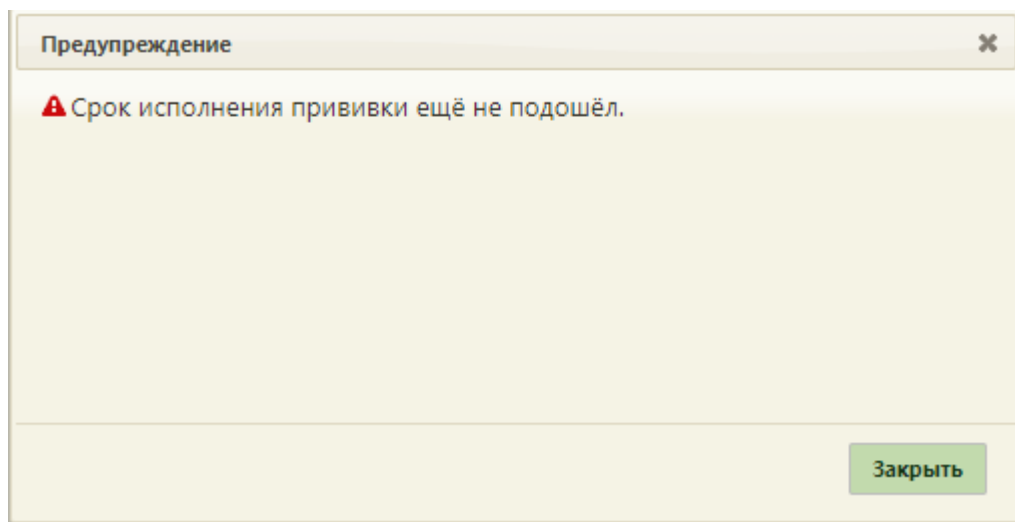 Предупреждение
Срок исполнения прививки ещё не подошёл.
Закрыть